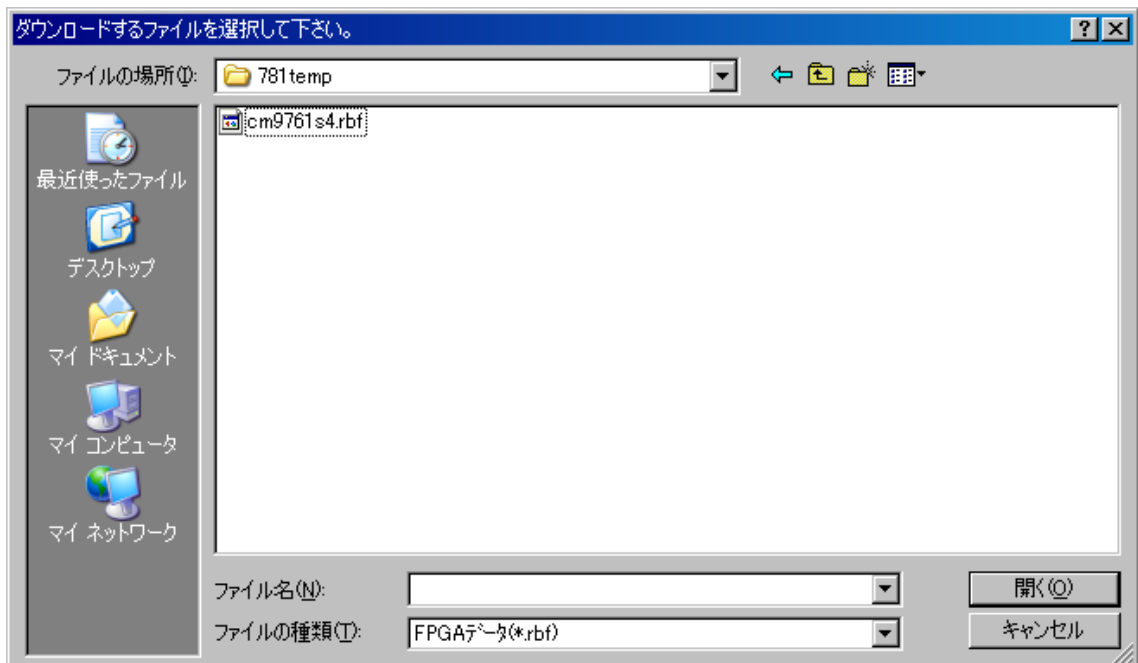 ダウンロードするファイルを選択して下さい。
ファイルの場所(I):
781temp
cm9761s4.rbf
最近使ったファイル
デスクトップ
マイ ドキュメント
マイ コンピュータ
マイ ネットワーク
ファイル名(N):
開く(O)
ファイルの種類(T):
FPGAデータ(*.rbf)
キャンセル